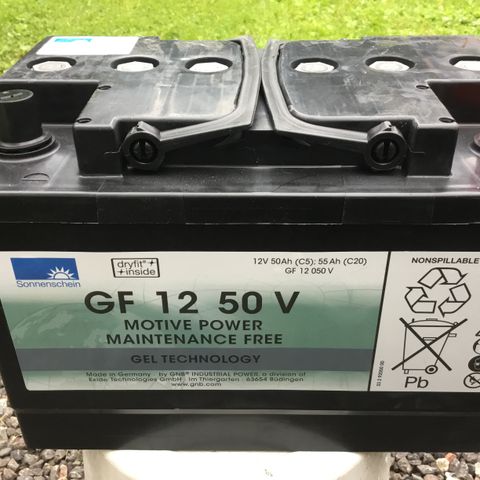 Sonnenschein
dryfit®
inside
12V 50Ah (C5); 55 Ah (C20)
GF 12 050 V
NONSPILLABLE
GF 12 50 V
MOTIVE POWER
MAINTENANCE FREE
GEL TECHNOLOGY
Made in Germany by GNB® INDUSTRIAL POWER, a division of
Exide Technologies GmbH Im Thiergarten 63654 Büdingen
www.gnb.com
Pb